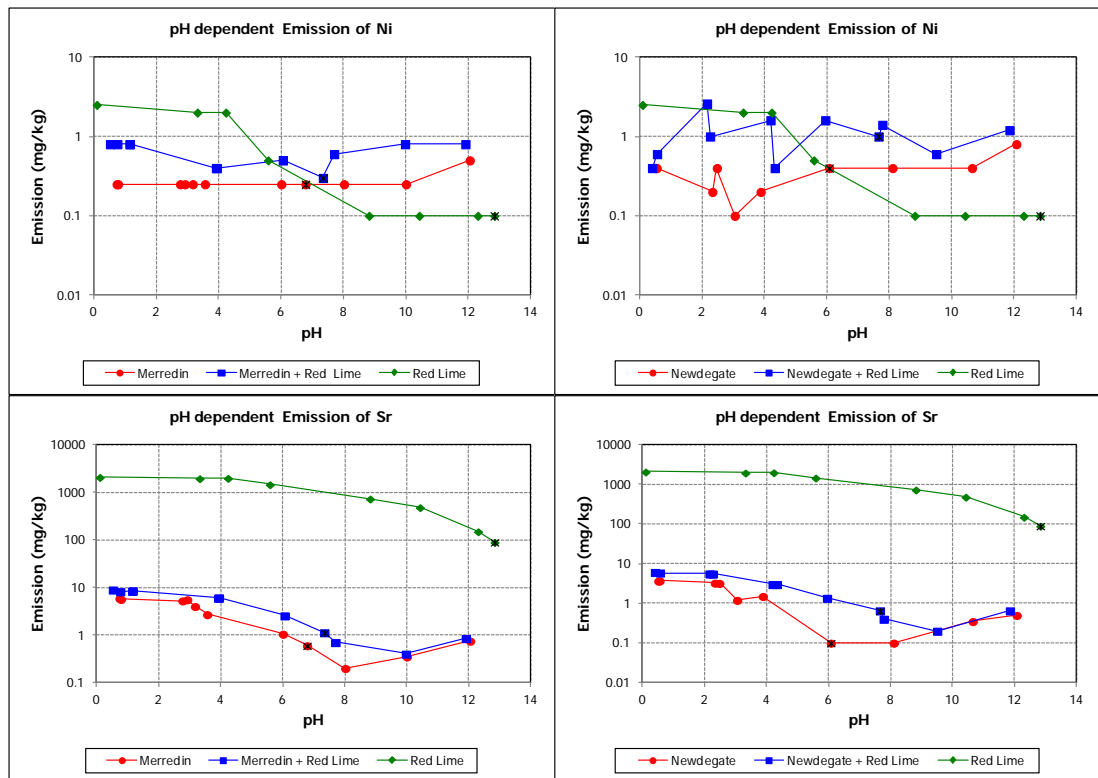 pH dependent Emission of Ni
Emission (mg/kg)
10
1
0.1
0.01
0 2 4 6 8 10 12 14
pH
Merredin Merredin + Red Lime Red Lime
pH dependent Emission of Ni
Emission (mg/kg)
10
1
0.1
0.01
0 2 4 6 8 10 12 14
pH
Newdegate Newdegate + Red Lime Red Lime
pH dependent Emission of Sr
Emission (mg/kg)
10000
1000
100
10
1
0.1
0 2 4 6 8 10 12 14
pH
Merredin Merredin + Red Lime Red Lime
pH dependent Emission of Sr
Emission (mg/kg)
10000
1000
100
10
1
0.1
0.01
0 2 4 6 8 10 12 14
pH
Newdegate Newdegate + Red Lime Red Lime